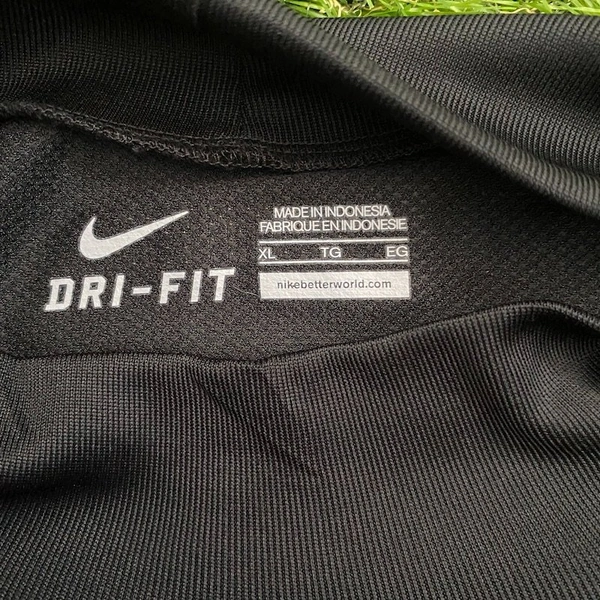 DRI-FIT
MADE IN INDONESIA
FABRIQUE EN INDONESIE
XL TG EG
nikebetterworld.com